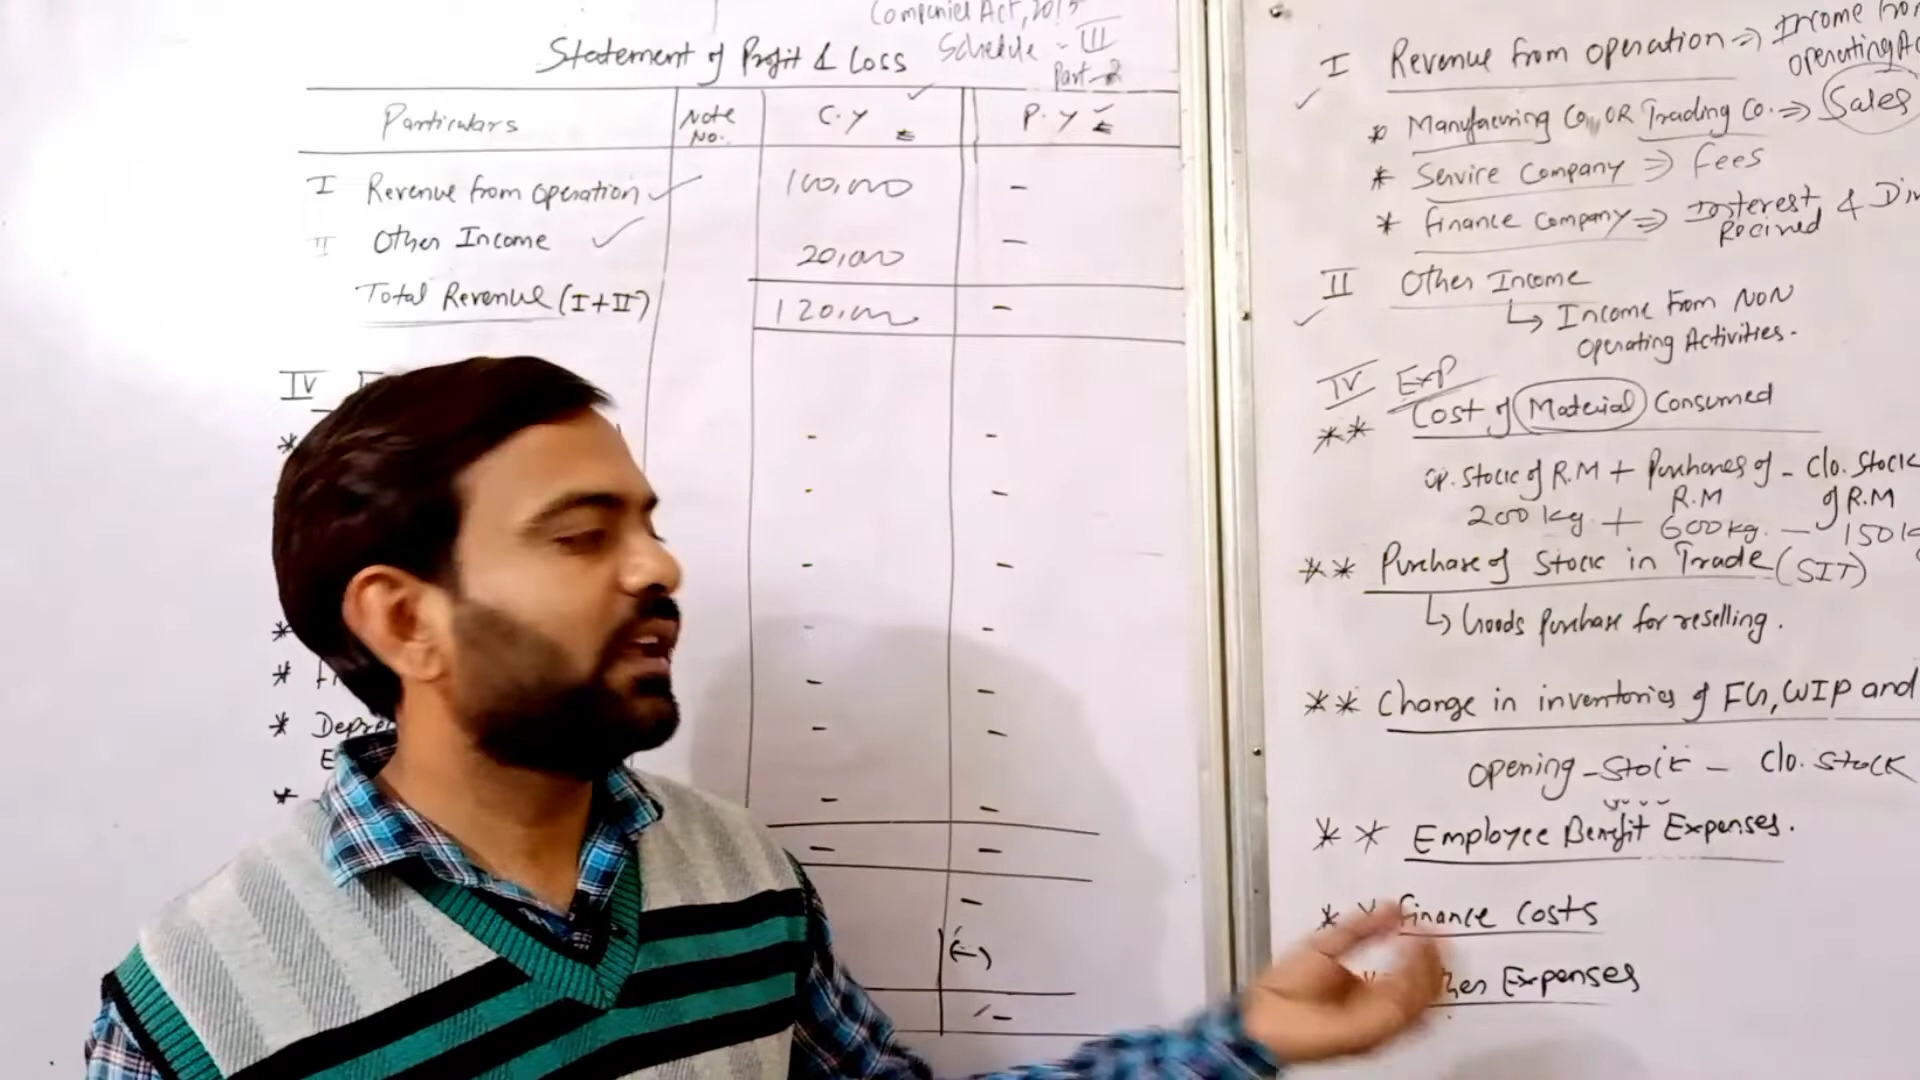 Companies Act, 2013
Statement of Profit & Loss
Schedule - III
Part-2
Particulars
Note No.
C.Y
P.Y
I Revenue from operation 100,000 -
II Other Income 20,000 -
Total Revenue (I+II) 120,000 -
IV
*
*
*
* Depre
E
*
(-)
I Revenue from operation ⇒ Income from
operating Ac
* Manufacuring Co,, OR Trading Co. ⇒ Sales
* Service Company ⇒ fees
* finance Company ⇒ Interest & Div
Recived
II Other Income
↳ Income from NON
Operating Activities.
IV Exp
** Cost of Material Consumed
op. stock of R.M + Purchases of - Clo. Stock
R.M of R.M
200 kg + 600 kg. - 150 k
** Purchase of Stock in Trade (SIT)
↳ Goods Purchase for reselling.
** Change in inventories of FG, WIP and
Opening - Stock - Clo. Stock
** Employee Benefit Expenses.
** finance Costs
her Expenses